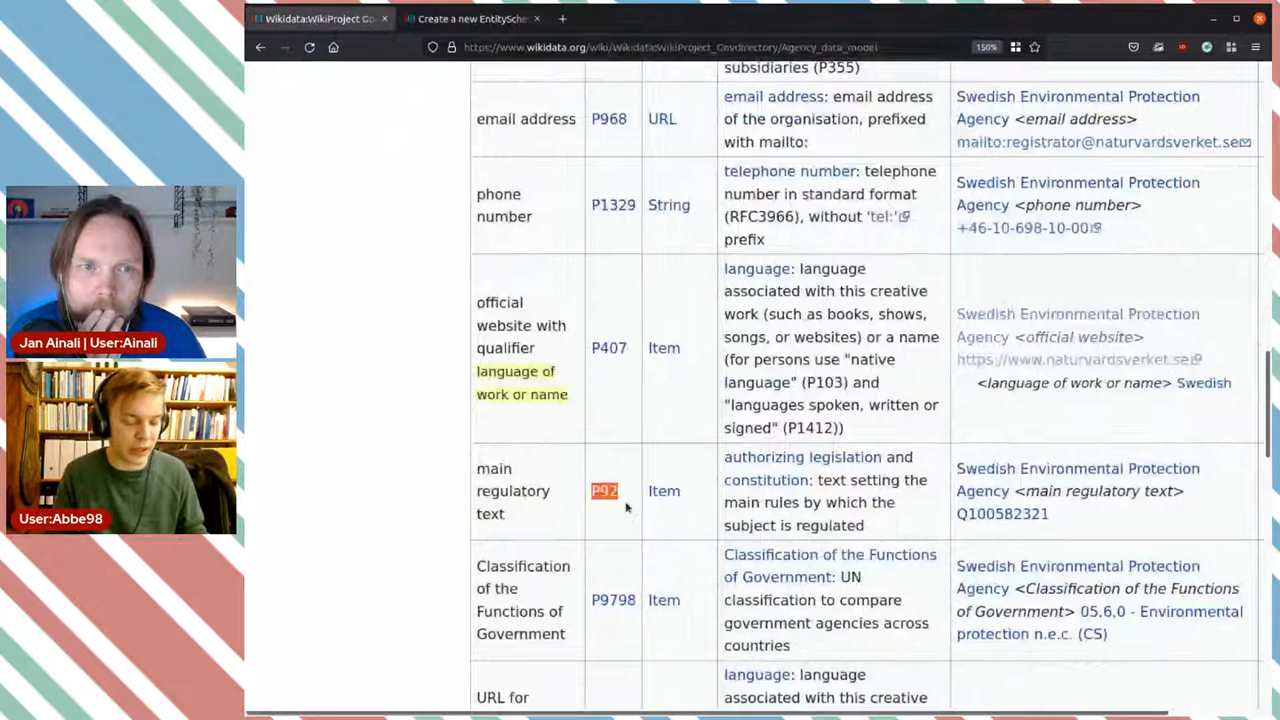 Wikidata:WikiProject Go
Create a new EntitySche
https://www.wikidata.org/wiki/Wikidata:WikiProject_Govdirectory/Agency_data_model
150%
subsidiaries (P355)
email address
P968
URL
email address: email address
of the organisation, prefixed
with mailto:
Swedish Environmental Protection
Agency <email address>
mailto:registrator@naturvardsverket.se
phone
number
P1329
String
telephone number: telephone
number in standard format
(RFC3966), without 'tel:'
prefix
Swedish Environmental Protection
Agency <phone number>
+46-10-698-10-00
official
website with
qualifier
language of
work or name
P407
Item
language: language
associated with this creative
work (such as books, shows,
songs, or websites) or a name
(for persons use "native
language" (P103) and
"languages spoken, written or
signed" (P1412))
Swedish Environmental Protection
Agency <official website>
https://www.naturvardsverket.se
<language of work or name> Swedish
main
regulatory
text
P92
Item
authorizing legislation and
constitution: text setting the
main rules by which the
subject is regulated
Swedish Environmental Protection
Agency <main regulatory text>
Q100582321
Classification
of the
Functions of
Government
P9798
Item
Classification of the Functions
of Government: UN
classification to compare
government agencies across
countries
Swedish Environmental Protection
Agency <Classification of the Functions
of Government> 05,6,0 - Environmental
protection n.e.c. (CS)
URL for
language: language
associated with this creative
Jan Ainali | User:Ainali
User:Abbe98